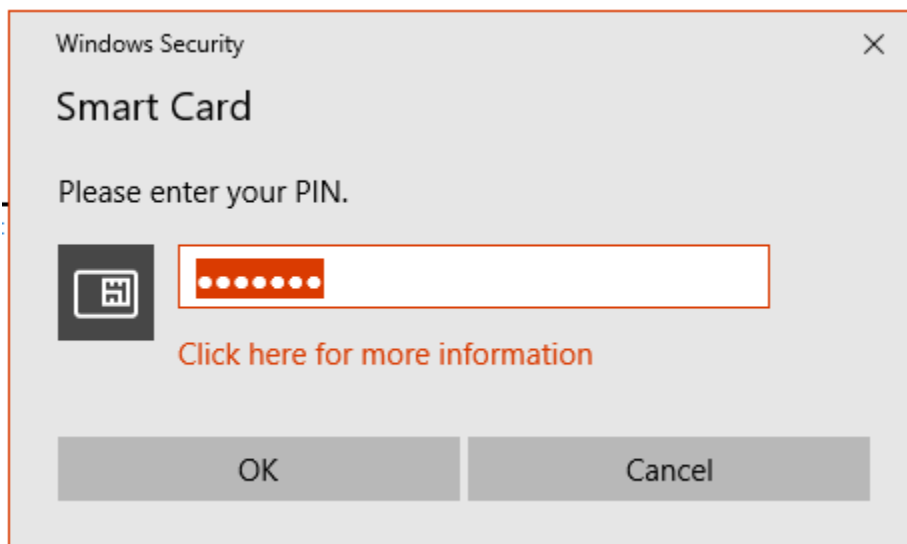 Windows Security
Smart Card
Please enter your PIN.
•••••••
Click here for more information
OK
Cancel